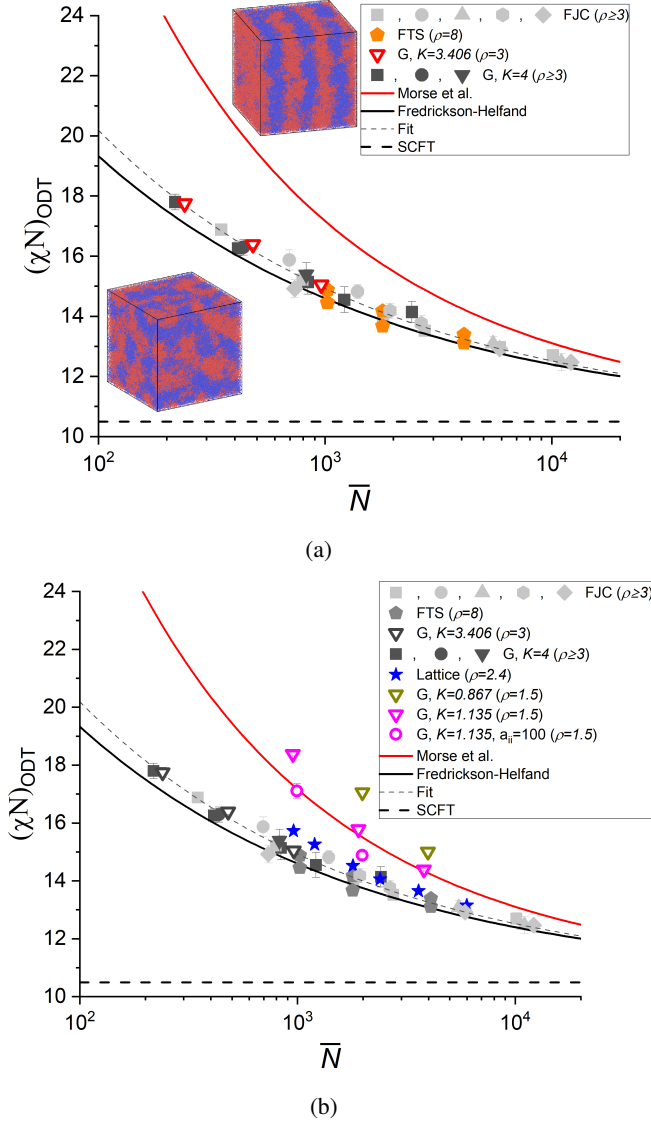 24
22
20
18
16
14
12
10
(χN)ODT
10²
10³
10⁴
N̅
, , , , FJC (ρ≥3)
FTS (ρ=8)
G, K=3.406 (ρ=3)
, , G, K=4 (ρ≥3)
Morse et al.
Fredrickson-Helfand
Fit
SCFT
(a)
24
22
20
18
16
14
12
10
(χN)ODT
10²
10³
10⁴
N̅
, , , , FJC (ρ≥3)
FTS (ρ=8)
G, K=3.406 (ρ=3)
, , G, K=4 (ρ≥3)
Lattice (ρ=2.4)
G, K=0.867 (ρ=1.5)
G, K=1.135 (ρ=1.5)
G, K=1.135, aᵢᵢ=100 (ρ=1.5)
Morse et al.
Fredrickson-Helfand
Fit
SCFT
(b)